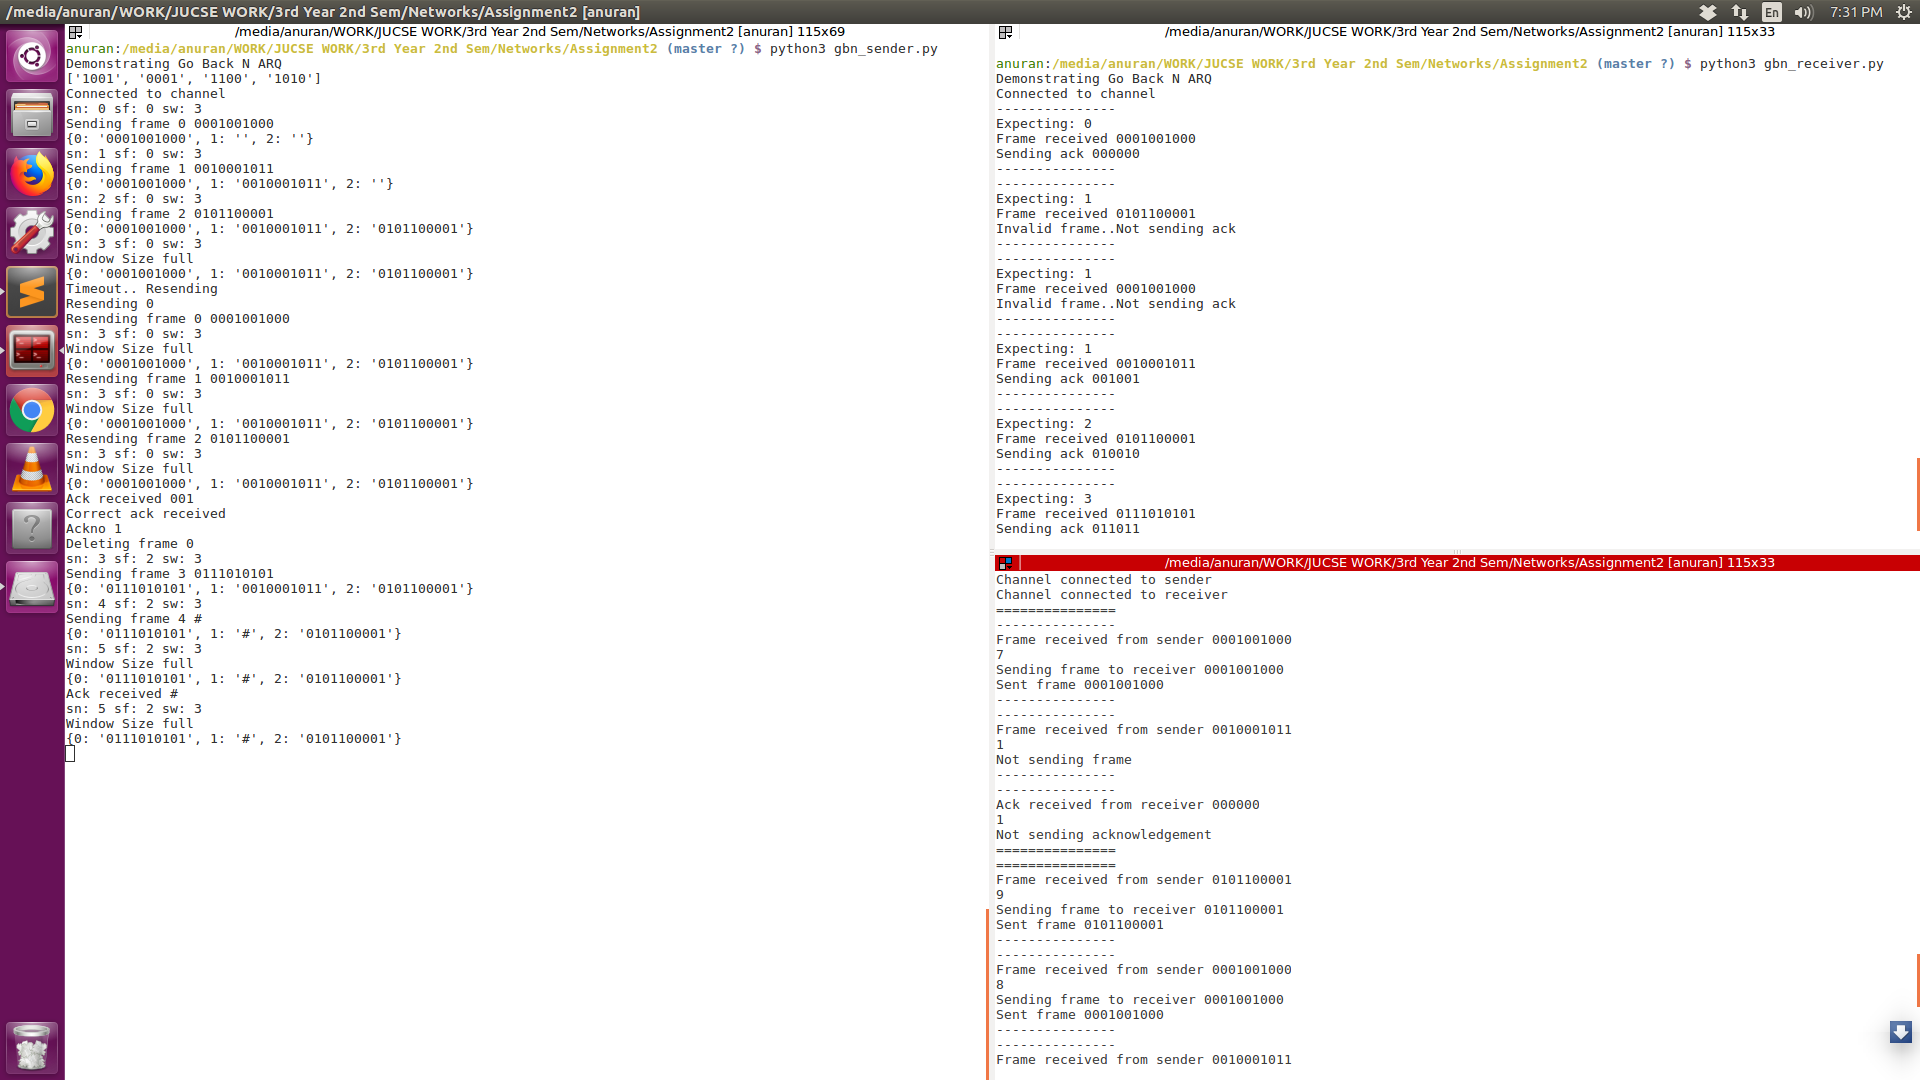 /media/anuran/WORK/JUCSE WORK/3rd Year 2nd Sem/Networks/Assignment2 [anuran]
En
7:31 PM
/media/anuran/WORK/JUCSE WORK/3rd Year 2nd Sem/Networks/Assignment2 [anuran] 115x69
anuran:/media/anuran/WORK/JUCSE WORK/3rd Year 2nd Sem/Networks/Assignment2 (master ?) $ python3 gbn_sender.py
Demonstrating Go Back N ARQ
['1001', '0001', '1100', '1010']
Connected to channel
sn: 0 sf: 0 sw: 3
Sending frame 0 0001001000
{0: '0001001000', 1: '', 2: ''}
sn: 1 sf: 0 sw: 3
Sending frame 1 0010001011
{0: '0001001000', 1: '0010001011', 2: ''}
sn: 2 sf: 0 sw: 3
Sending frame 2 0101100001
{0: '0001001000', 1: '0010001011', 2: '0101100001'}
sn: 3 sf: 0 sw: 3
Window Size full
{0: '0001001000', 1: '0010001011', 2: '0101100001'}
Timeout.. Resending
Resending 0
Resending frame 0 0001001000
sn: 3 sf: 0 sw: 3
Window Size full
{0: '0001001000', 1: '0010001011', 2: '0101100001'}
Resending frame 1 0010001011
sn: 3 sf: 0 sw: 3
Window Size full
{0: '0001001000', 1: '0010001011', 2: '0101100001'}
Resending frame 2 0101100001
sn: 3 sf: 0 sw: 3
Window Size full
{0: '0001001000', 1: '0010001011', 2: '0101100001'}
Ack received 001
Correct ack received
Ackno 1
Deleting frame 0
sn: 3 sf: 2 sw: 3
Sending frame 3 0111010101
{0: '0111010101', 1: '0010001011', 2: '0101100001'}
sn: 4 sf: 2 sw: 3
Sending frame 4 #
{0: '0111010101', 1: '#', 2: '0101100001'}
sn: 5 sf: 2 sw: 3
Window Size full
{0: '0111010101', 1: '#', 2: '0101100001'}
Ack received #
sn: 5 sf: 2 sw: 3
Window Size full
{0: '0111010101', 1: '#', 2: '0101100001'}
/media/anuran/WORK/JUCSE WORK/3rd Year 2nd Sem/Networks/Assignment2 [anuran] 115x33
anuran:/media/anuran/WORK/JUCSE WORK/3rd Year 2nd Sem/Networks/Assignment2 (master ?) $ python3 gbn_receiver.py
Demonstrating Go Back N ARQ
Connected to channel
---------------
Expecting: 0
Frame received 0001001000
Sending ack 000000
---------------
---------------
Expecting: 1
Frame received 0101100001
Invalid frame..Not sending ack
---------------
---------------
Expecting: 1
Frame received 0001001000
Invalid frame..Not sending ack
---------------
---------------
Expecting: 1
Frame received 0010001011
Sending ack 001001
---------------
---------------
Expecting: 2
Frame received 0101100001
Sending ack 010010
---------------
---------------
Expecting: 3
Frame received 0111010101
Sending ack 011011
/media/anuran/WORK/JUCSE WORK/3rd Year 2nd Sem/Networks/Assignment2 [anuran] 115x33
Channel connected to sender
Channel connected to receiver
===============
---------------
Frame received from sender 0001001000
7
Sending frame to receiver 0001001000
Sent frame 0001001000
---------------
---------------
Frame received from sender 0010001011
1
Not sending frame
---------------
---------------
Ack received from receiver 000000
1
Not sending acknowledgement
===============
===============
Frame received from sender 0101100001
9
Sending frame to receiver 0101100001
Sent frame 0101100001
---------------
---------------
Frame received from sender 0001001000
8
Sending frame to receiver 0001001000
Sent frame 0001001000
---------------
---------------
Frame received from sender 0010001011